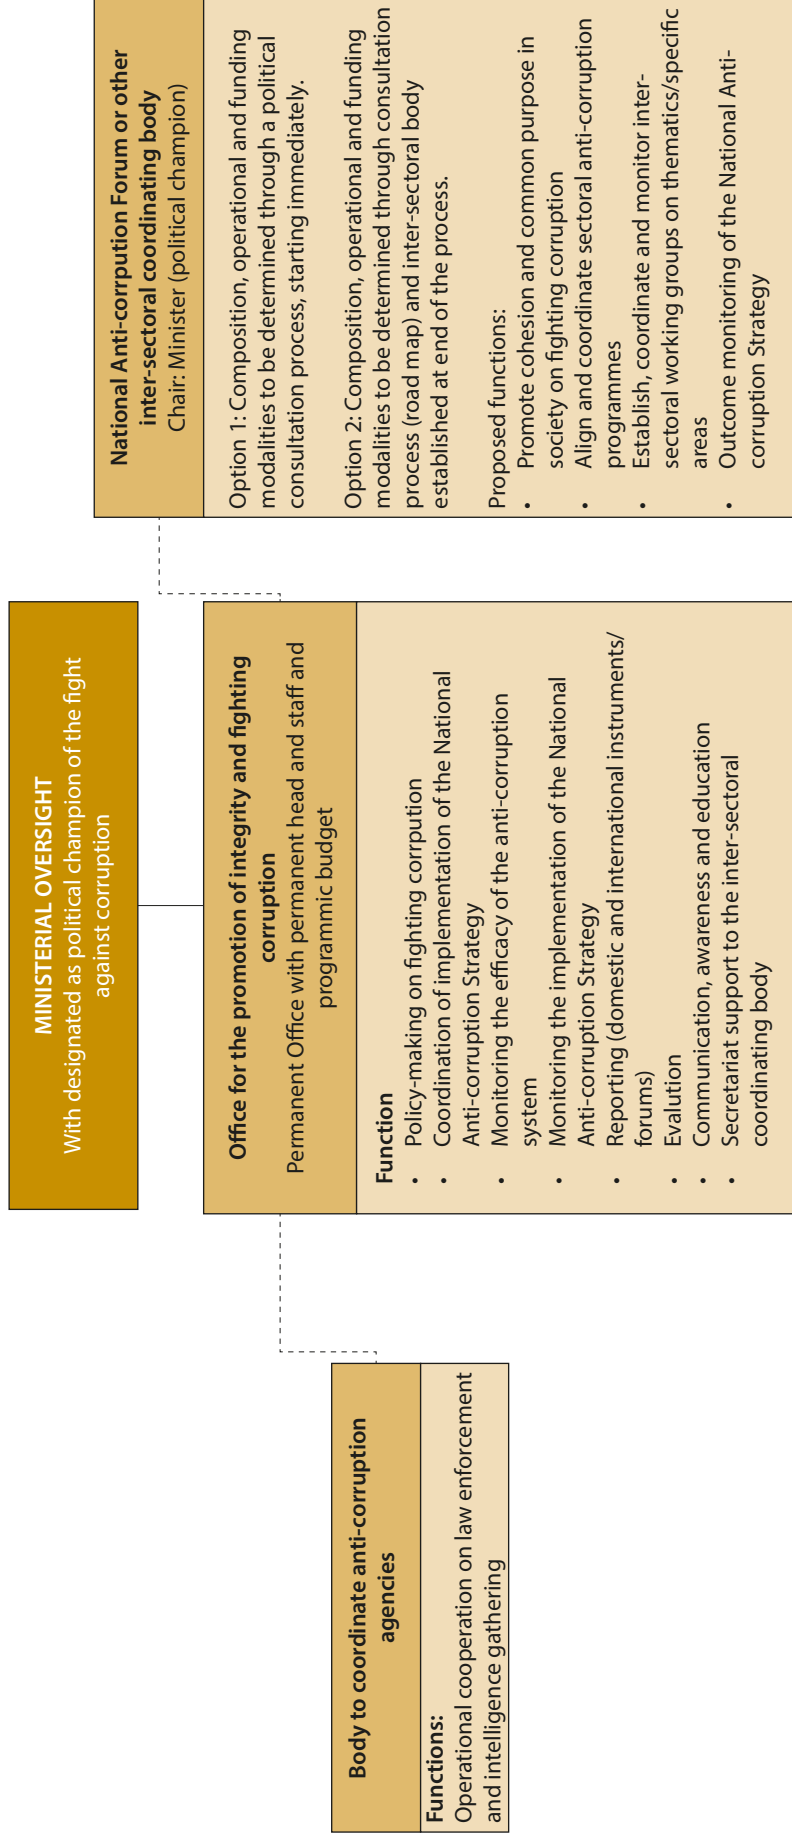 MINISTERIAL OVERSIGHT
With designated as political champion of the fight
against corruption
Body to coordinate anti-corruption
agencies
Functions:
Operational cooperation on law enforcement
and intelligence gathering
Office for the promotion of integrity and fighting
corruption
Permanent Office with permanent head and staff and
programmic budget
Function
• Policy-making on fighting corrpution
• Coordination of implementation of the National
Anti-corruption Strategy
• Monitoring the efficacy of the anti-corruption
system
• Monitoring the implementation of the National
Anti-corruption Strategy
• Reporting (domestic and international instruments/
forums)
• Evalution
• Communication, awareness and education
• Secretariat support to the inter-sectoral
coordinating body
National Anti-corrpution Forum or other
inter-sectoral coordinating body
Chair: Minister (political champion)
Option 1: Composition, operational and funding
modalities to be determined through a political
consultation process, starting immediately.
Option 2: Composition, operational and funding
modalities to be determined through consultation
process (road map) and inter-sectoral body
established at end of the process.
Proposed functions:
• Promote cohesion and common purpose in
society on fighting corruption
• Align and coordinate sectoral anti-corruption
programmes
• Establish, coordinate and monitor inter-
sectoral working groups on thematics/specific
areas
• Outcome monitoring of the National Anti-
corruption Strategy